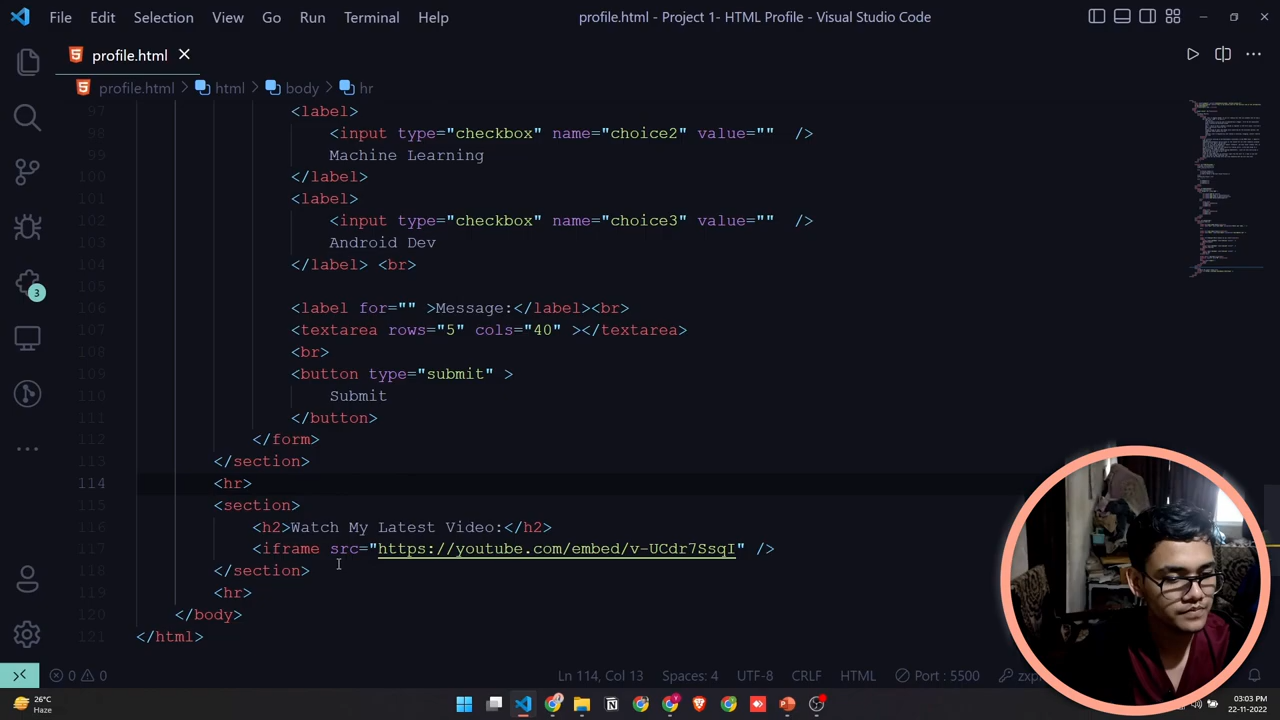 File Edit Selection View Go Run Terminal Help
profile.html - Project 1- HTML Profile - Visual Studio Code
profile.html
profile.html > html > body > hr
97 <label>
98 <input type="checkbox" name="choice2" value="" />
99 Machine Learning
100 </label>
101 <label>
102 <input type="checkbox" name="choice3" value="" />
103 Android Dev
104 </label> <br>
105
106 <label for="" >Message:</label><br>
107 <textarea rows="5" cols="40" ></textarea>
108 <br>
109 <button type="submit" >
110 Submit
111 </button>
112 </form>
113 </section>
114 <hr>
115 <section>
116 <h2>Watch My Latest Video:</h2>
117 <iframe src="https://youtube.com/embed/v-UCdr7SsqI" />
118 </section>
119 <hr>
120 </body>
121 </html>
3
0 0
Ln 114, Col 13
Spaces: 4
UTF-8
CRLF
HTML
Port : 5500
26°C
Haze
03:03 PM
22-11-2022